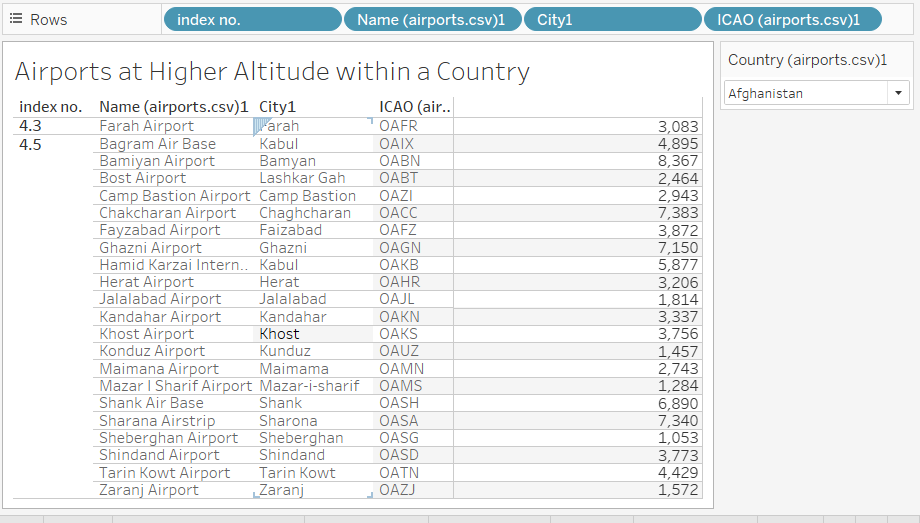 Rows index no. Name (airports.csv)1 City1 ICAO (airports.csv)1
Airports at Higher Altitude within a Country
Country (airports.csv)1
Afghanistan
index no. Name (airports.csv)1 City1 ICAO (air..
4.3 Farah Airport Farah OAFR 3,083
4.5 Bagram Air Base Kabul OAIX 4,895
Bamiyan Airport Bamyan OABN 8,367
Bost Airport Lashkar Gah OABT 2,464
Camp Bastion Airport Camp Bastion OAZI 2,943
Chakcharan Airport Chaghcharan OACC 7,383
Fayzabad Airport Faizabad OAFZ 3,872
Ghazni Airport Ghazni OAGN 7,150
Hamid Karzai Intern.. Kabul OAKB 5,877
Herat Airport Herat OAHR 3,206
Jalalabad Airport Jalalabad OAJL 1,814
Kandahar Airport Kandahar OAKN 3,337
Khost Airport Khost OAKS 3,756
Konduz Airport Kunduz OAUZ 1,457
Maimana Airport Maimama OAMN 2,743
Mazar I Sharif Airport Mazar-i-sharif OAMS 1,284
Shank Air Base Shank OASH 6,890
Sharana Airstrip Sharona OASA 7,340
Sheberghan Airport Sheberghan OASG 1,053
Shindand Airport Shindand OASD 3,773
Tarin Kowt Airport Tarin Kowt OATN 4,429
Zaranj Airport Zaranj OAZJ 1,572